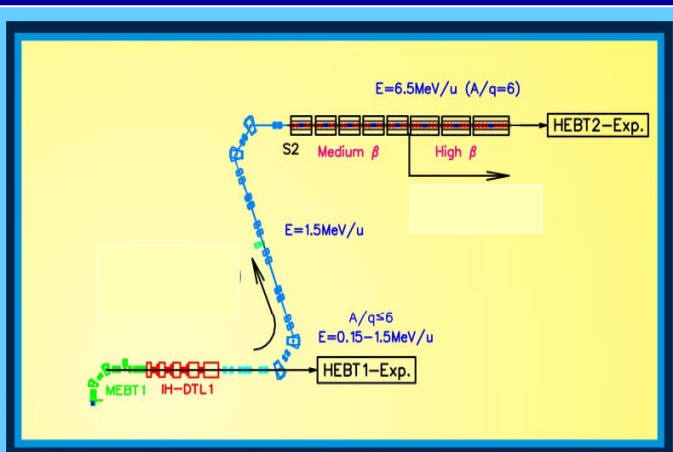 E=6.5MeV/u (A/q=6)
HEBT2-Exp.
S2 Medium β High β
E=1.5MeV/u
A/q≤6
E=0.15-1.5MeV/u
HEBT1-Exp.
MEBT1 IH-DTL1